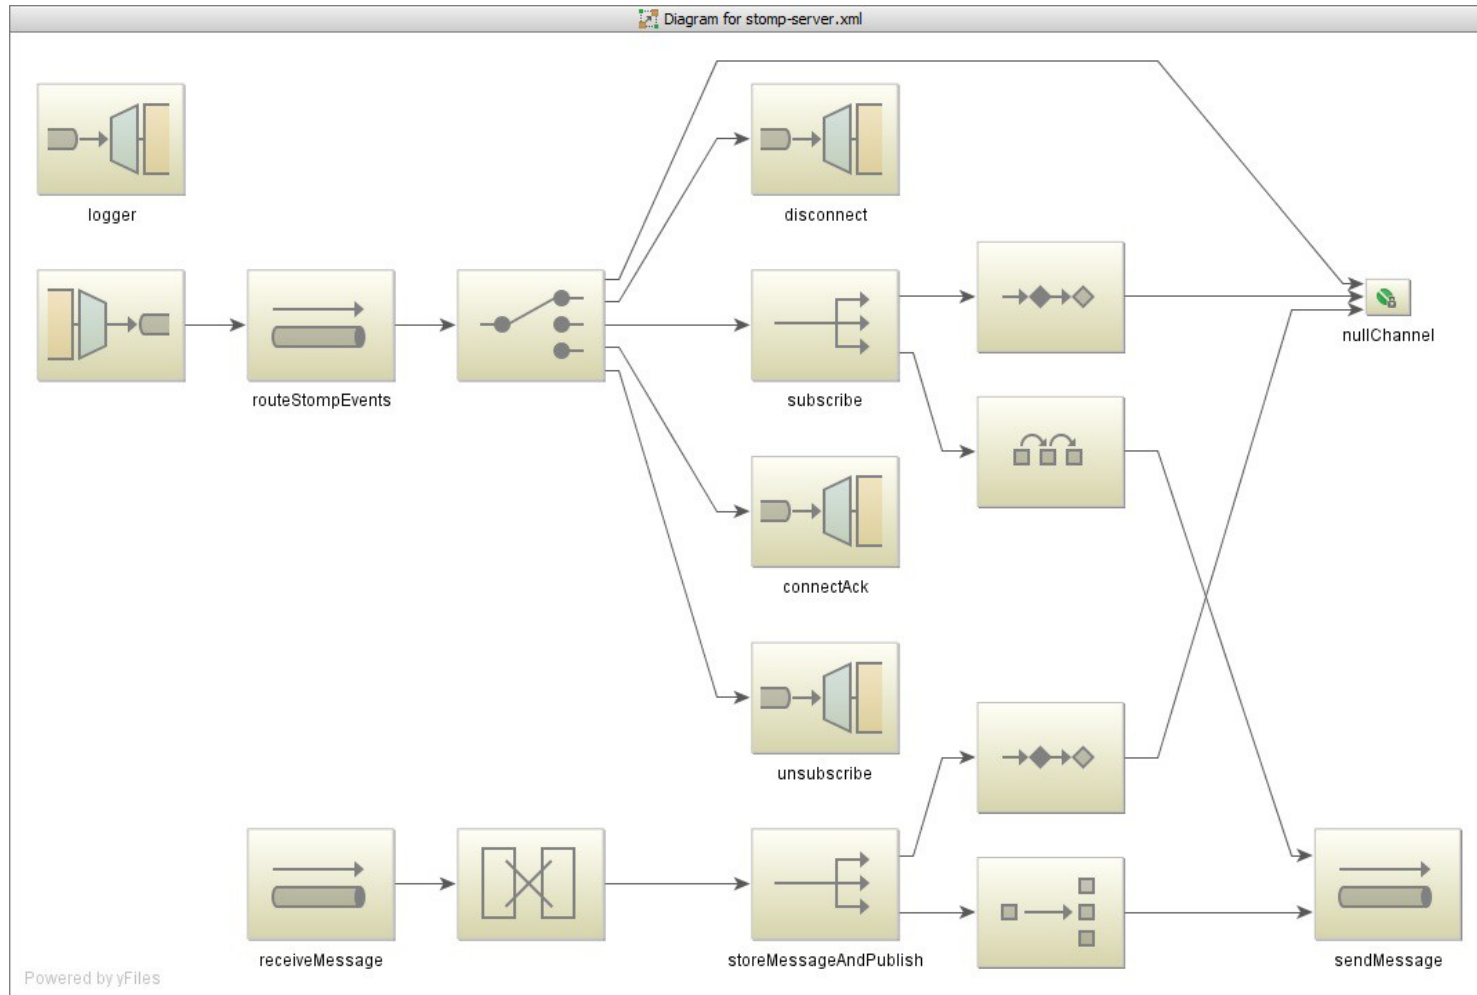 Diagram for stomp-server.xml
logger
disconnect
routeStompEvents
subscribe
nullChannel
connectAck
unsubscribe
receiveMessage
storeMessageAndPublish
sendMessage
Powered by yFiles